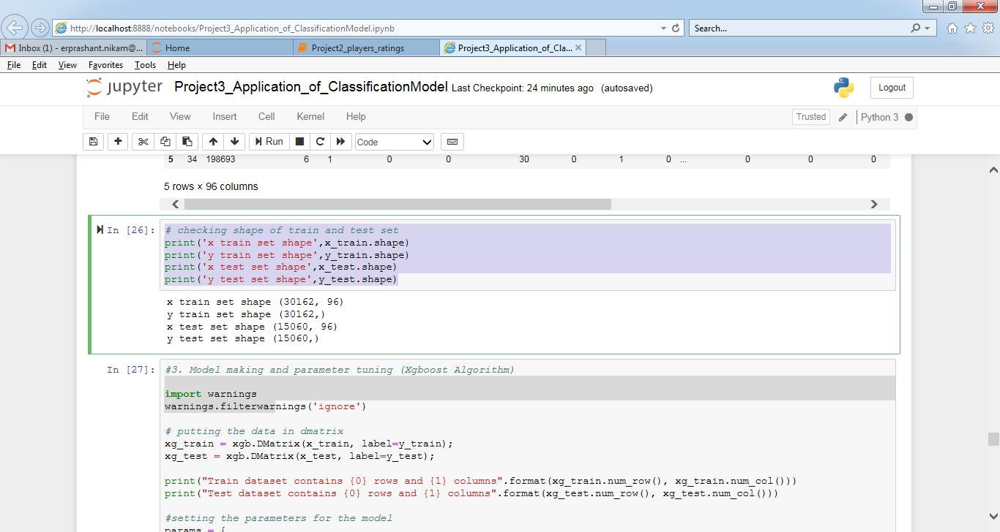 http://localhost:8888/notebooks/Project3_Application_of_ClassificationModel.ipynb
Search...
Inbox (1) - erprashant.nikam@...
Home
Project2_players_ratings
Project3_Application_of_Cla...
File Edit View Favorites Tools Help
jupyter Project3_Application_of_ClassificationModel Last Checkpoint: 24 minutes ago (autosaved)
Logout
File Edit View Insert Cell Kernel Help
Trusted
Python 3
Run
Code
5 34 198693 6 1 0 0 30 0 1 0 ... 0 0 0
5 rows × 96 columns
In [26]:
# checking shape of train and test set
print('x train set shape',x_train.shape)
print('y train set shape',y_train.shape)
print('x test set shape',x_test.shape)
print('y test set shape',y_test.shape)
x train set shape (30162, 96)
y train set shape (30162,)
x test set shape (15060, 96)
y test set shape (15060,)
In [27]:
#3. Model making and parameter tuning (Xgboost Algorithm)
import warnings
warnings.filterwarnings('ignore')
# putting the data in dmatrix
xg_train = xgb.DMatrix(x_train, label=y_train);
xg_test = xgb.DMatrix(x_test, label=y_test);
print("Train dataset contains {0} rows and {1} columns".format(xg_train.num_row(), xg_train.num_col()))
print("Test dataset contains {0} rows and {1} columns".format(xg_test.num_row(), xg_test.num_col()))
#setting the parameters for the model
params = {